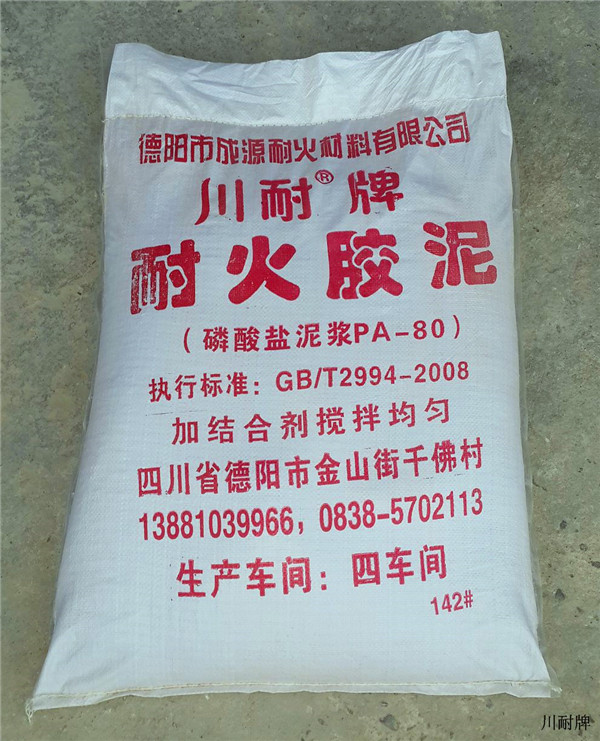 德阳市成源耐火材料有限公司
川耐®牌
耐火胶泥
（磷酸盐泥浆PA-80）
执行标准：GB/T2994-2008
加结合剂搅拌均匀
四川省德阳市金山街千佛村
13881039966，0838-5702113
生产车间：四车间
142#
川耐牌